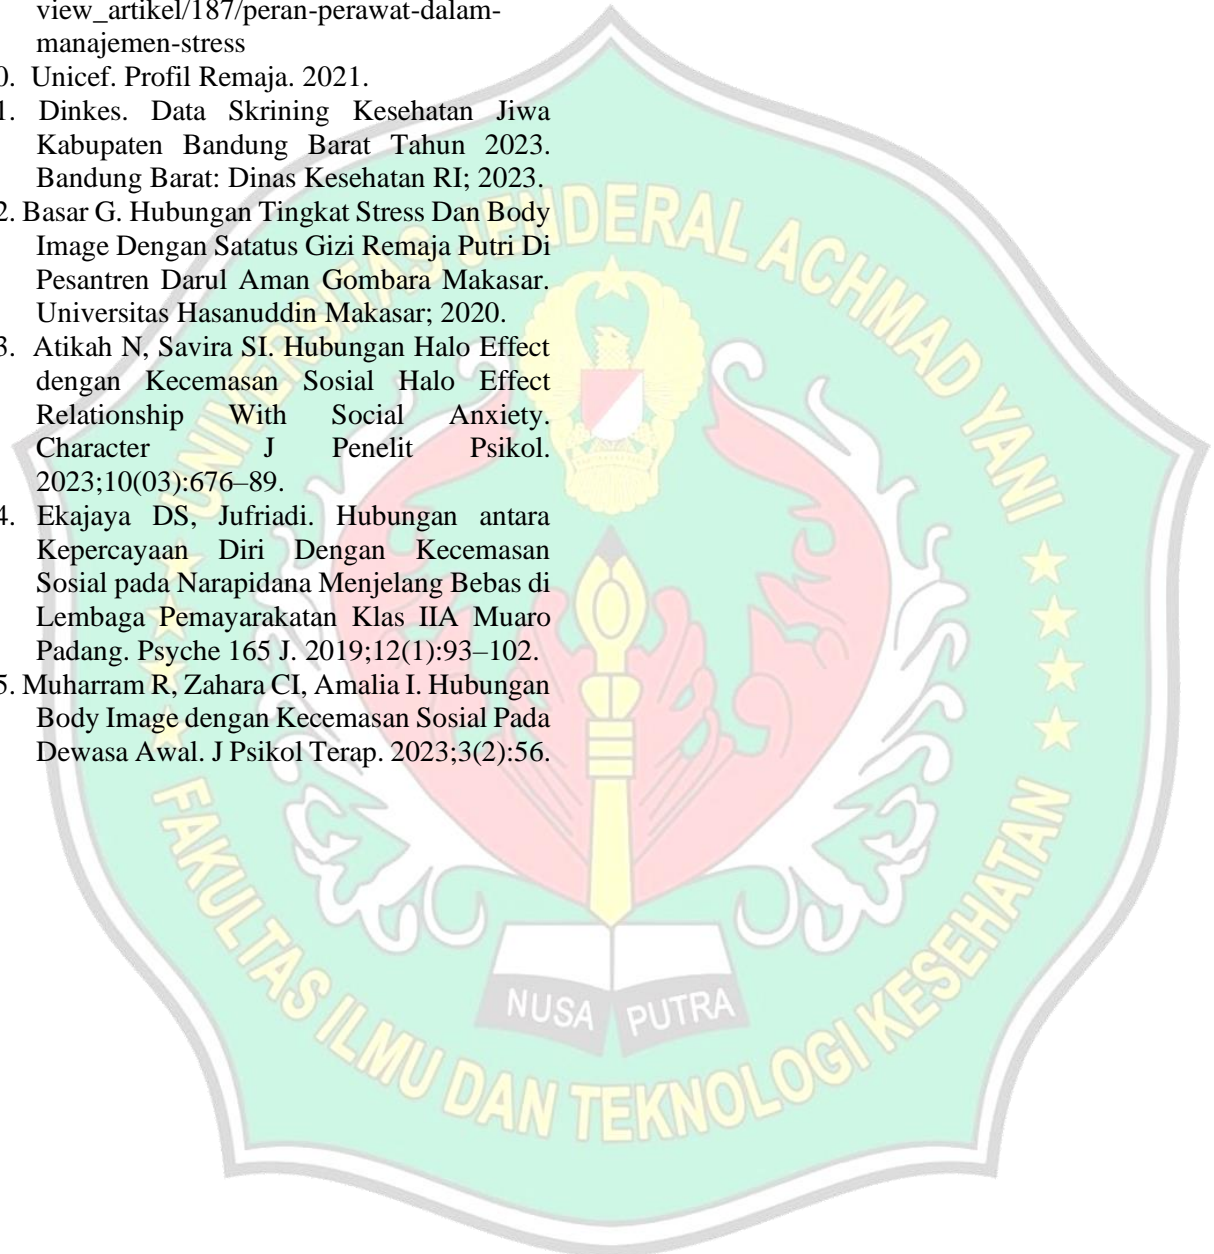 view_artikel/187/peran-perawat-dalam-
manajemen-stress
0. Unicef. Profil Remaja. 2021.
1. Dinkes. Data Skrining Kesehatan Jiwa
Kabupaten Bandung Barat Tahun 2023.
Bandung Barat: Dinas Kesehatan RI; 2023.
2. Basar G. Hubungan Tingkat Stress Dan Body
Image Dengan Satatus Gizi Remaja Putri Di
Pesantren Darul Aman Gombara Makasar.
Universitas Hasanuddin Makasar; 2020.
3. Atikah N, Savira SI. Hubungan Halo Effect
dengan Kecemasan Sosial Halo Effect
Relationship With Social Anxiety.
Character J Penelit Psikol.
2023;10(03):676–89.
4. Ekajaya DS, Jufriadi. Hubungan antara
Kepercayaan Diri Dengan Kecemasan
Sosial pada Narapidana Menjelang Bebas di
Lembaga Pemayarakatan Klas IIA Muaro
Padang. Psyche 165 J. 2019;12(1):93–102.
5. Muharram R, Zahara CI, Amalia I. Hubungan
Body Image dengan Kecemasan Sosial Pada
Dewasa Awal. J Psikol Terap. 2023;3(2):56.
UNIVERSITAS JENDERAL ACHMAD YANI
NUSA PUTRA
FAKULTAS ILMU DAN TEKNOLOGI KESEHATAN